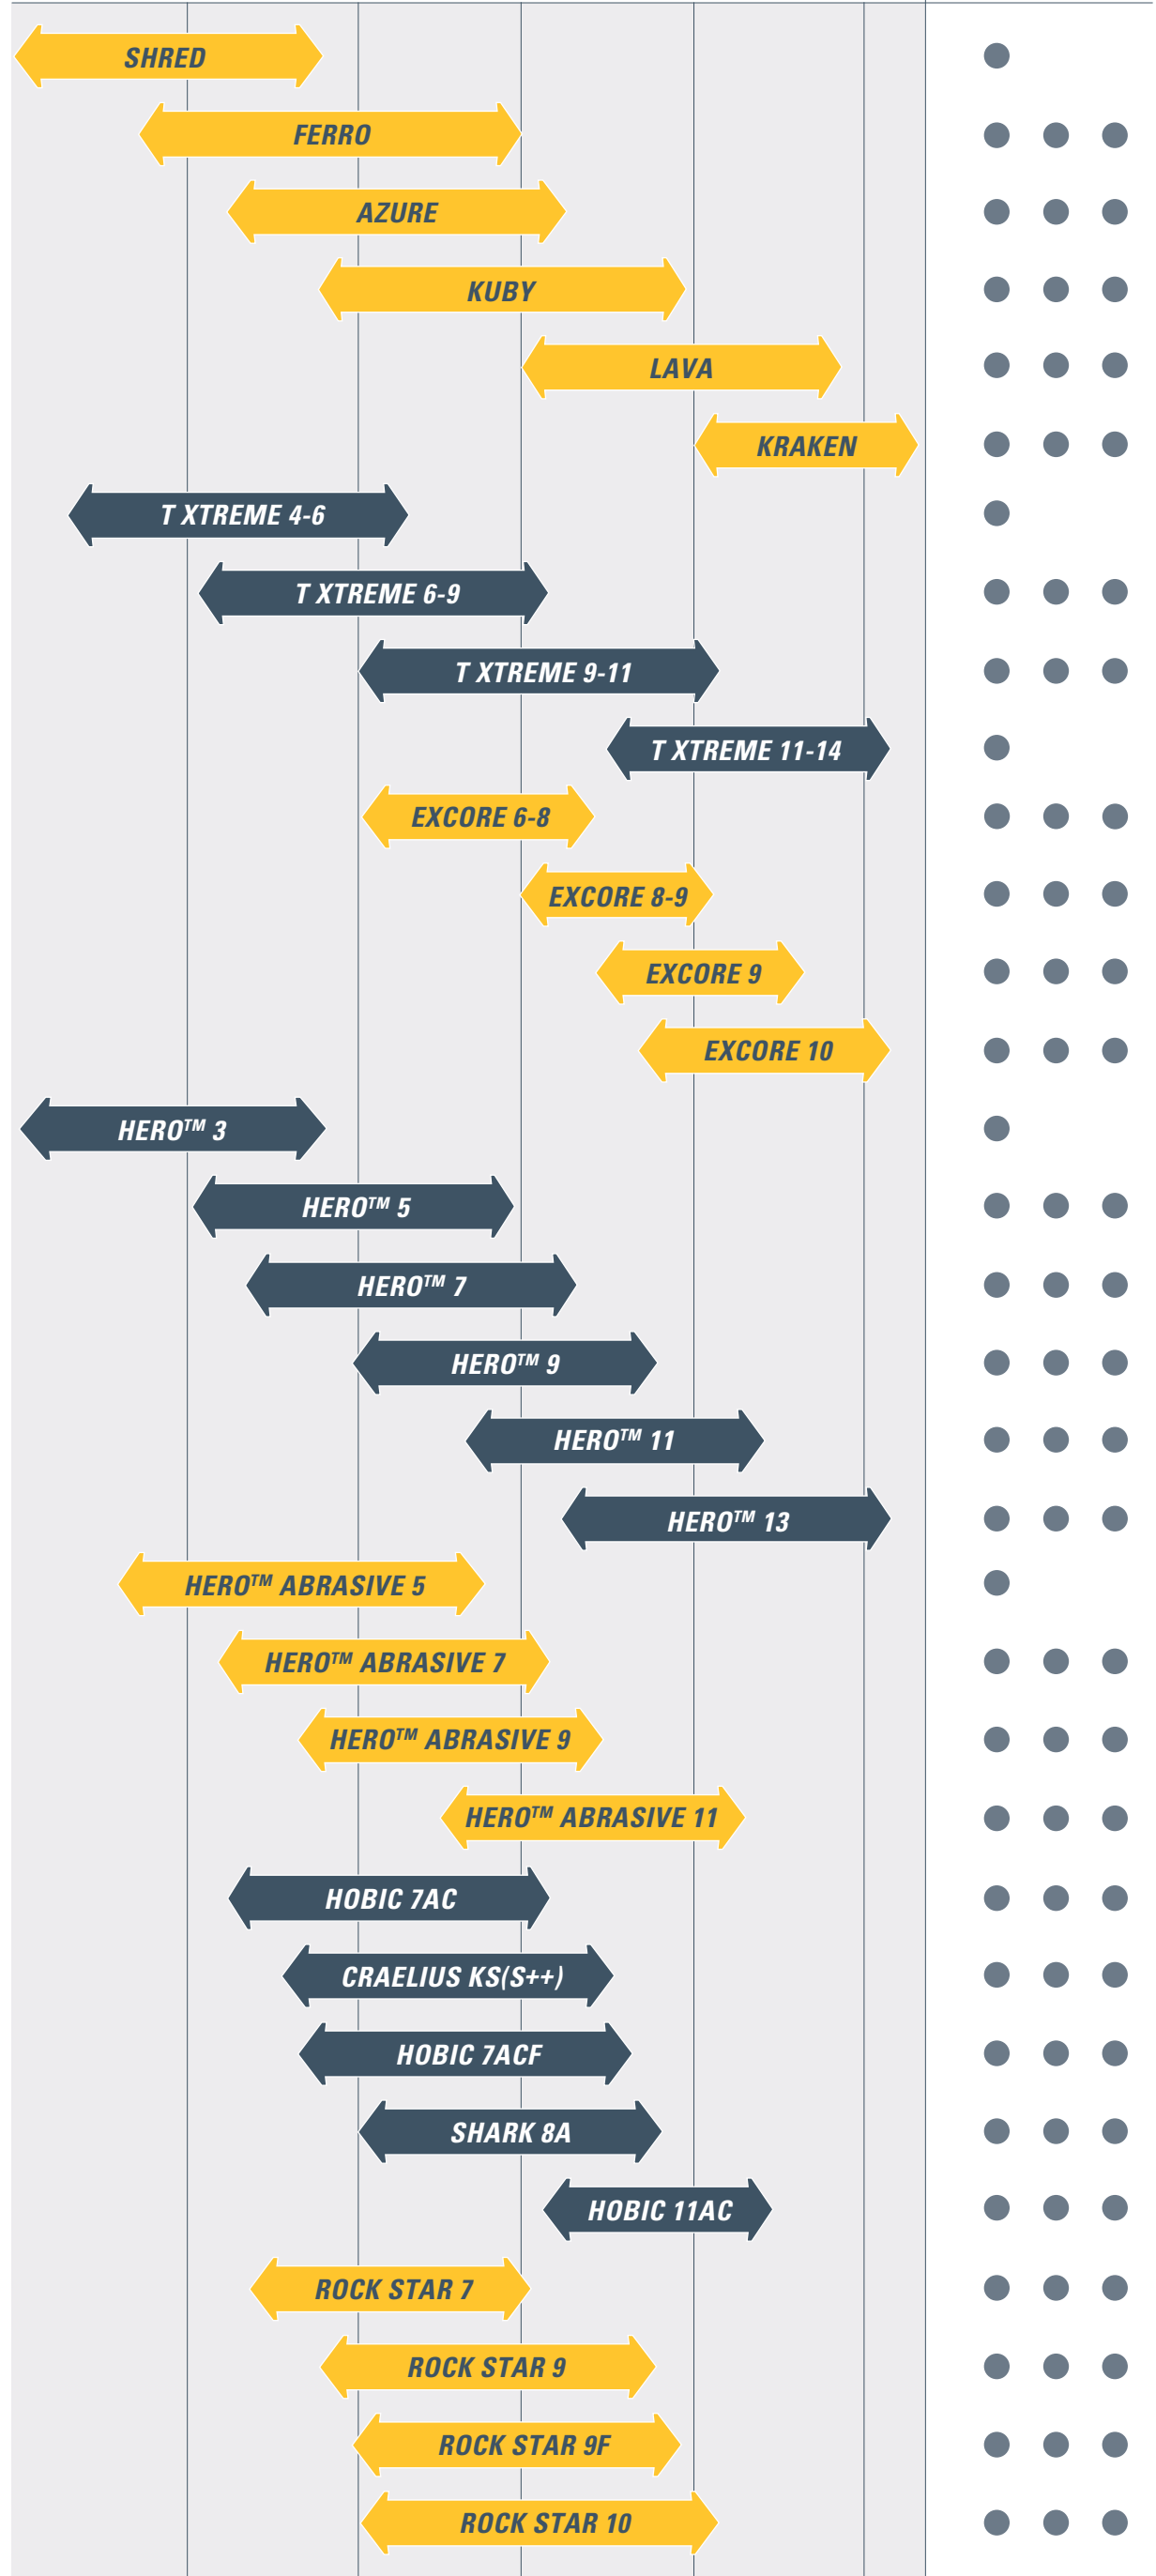 SHRED
FERRO
AZURE
KUBY
LAVA
KRAKEN
T XTREME 4-6
T XTREME 6-9
T XTREME 9-11
T XTREME 11-14
EXCORE 6-8
EXCORE 8-9
EXCORE 9
EXCORE 10
HERO™ 3
HERO™ 5
HERO™ 7
HERO™ 9
HERO™ 11
HERO™ 13
HERO™ ABRASIVE 5
HERO™ ABRASIVE 7
HERO™ ABRASIVE 9
HERO™ ABRASIVE 11
HOBIC 7AC
CRAELIUS KS(S++)
HOBIC 7ACF
SHARK 8A
HOBIC 11AC
ROCK STAR 7
ROCK STAR 9
ROCK STAR 9F
ROCK STAR 10